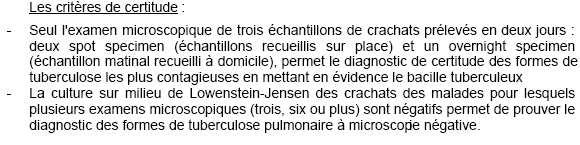 Les critères de certitude :
- Seul l'examen microscopique de trois échantillons de crachats prélevés en deux jours :
deux spot specimen (échantillons recueillis sur place) et un overnight specimen
(échantillon matinal recueilli à domicile), permet le diagnostic de certitude des formes de
tuberculose les plus contagieuses en mettant en évidence le bacille tuberculeux
- La culture sur milieu de Lowenstein-Jensen des crachats des malades pour lesquels
plusieurs examens microscopiques (trois, six ou plus) sont négatifs permet de prouver le
diagnostic des formes de tuberculose pulmonaire à microscopie négative.